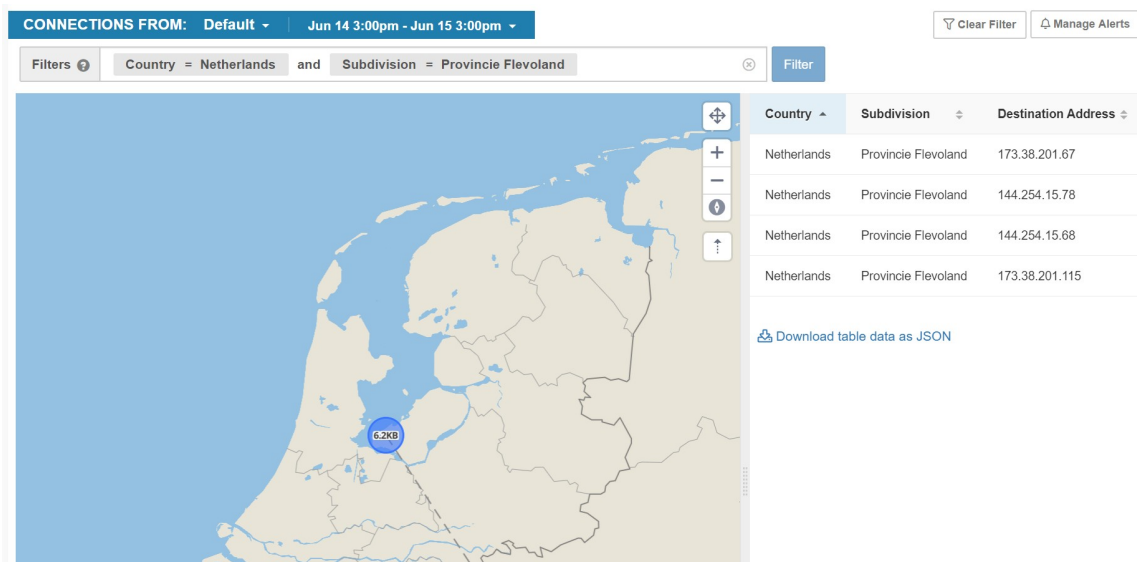 CONNECTIONS FROM: Default Jun 14 3:00pm - Jun 15 3:00pm
Clear Filter Manage Alerts
Filters ? Country = Netherlands and Subdivision = Provincie Flevoland Filter
Country Subdivision Destination Address
Netherlands Provincie Flevoland 173.38.201.67
Netherlands Provincie Flevoland 144.254.15.78
Netherlands Provincie Flevoland 144.254.15.68
Netherlands Provincie Flevoland 173.38.201.115
Download table data as JSON
6.2KB